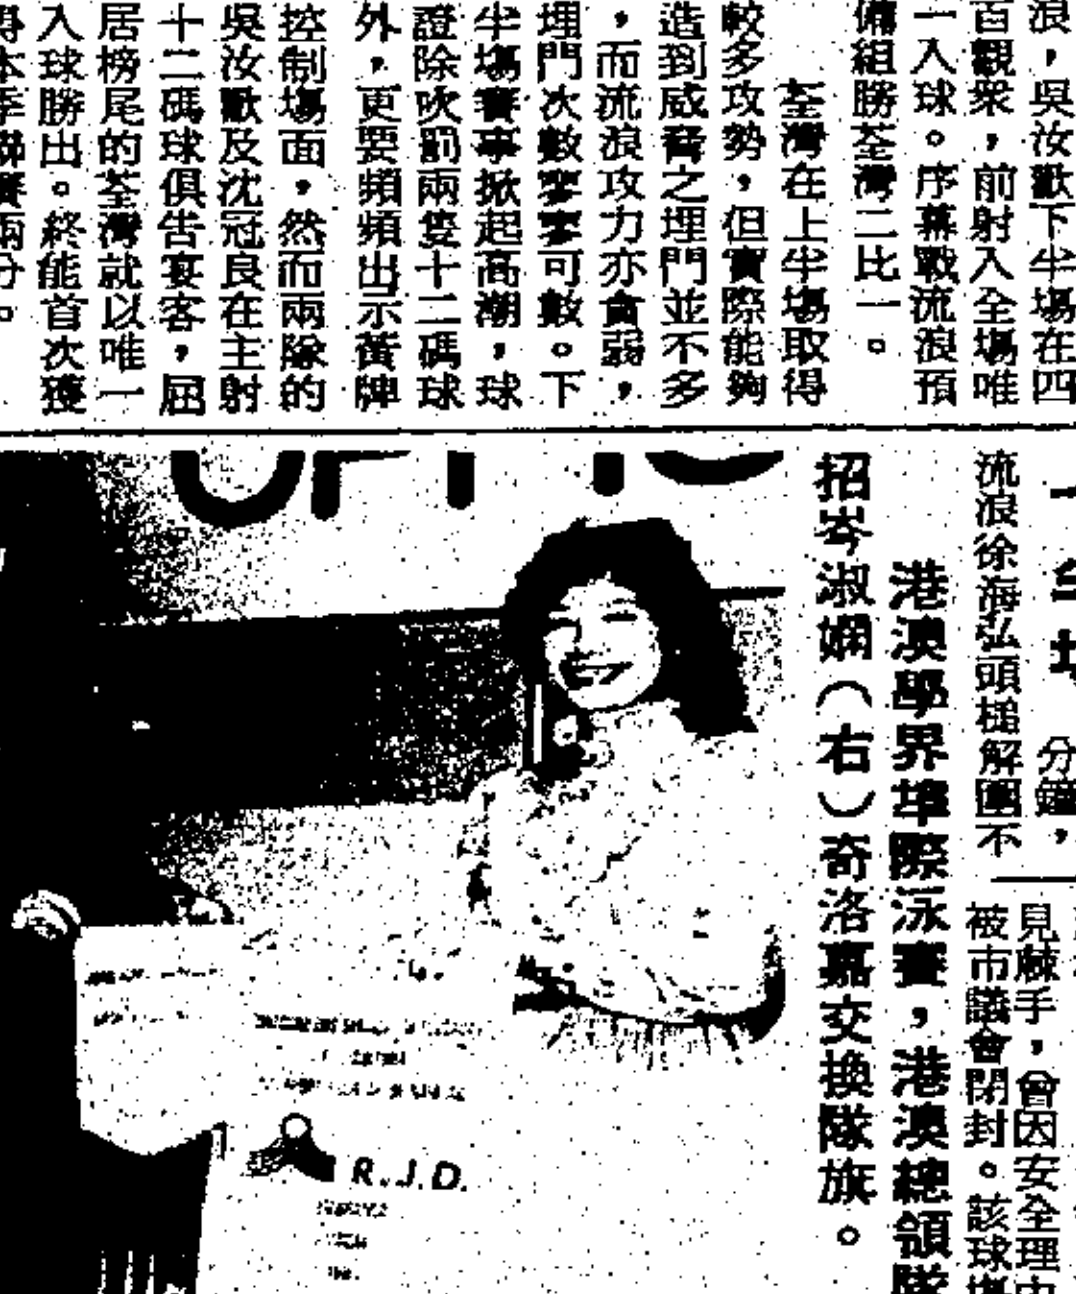 浪，吳汝歡下半場在四
百觀衆，前射入全場唯
一入球。序幕戰流浪預
備組勝荃灣二比一。
荃灣在上半場取得
較多攻勢，但實際能夠
造到威脅之埋門並不多
，而流浪攻力亦貪弱，
埋門次數寥寥可數。下
半場賽事掀起高潮，球
證除吹罰兩隻十二碼球
外，更要頻頻出示黃牌
控制場面，然而兩隊的
吳汝歡及沈冠良在主射
十二碼球俱告宴客，屈
居榜尾的荃灣就以唯一
入球勝出。終能首次獲
得本季聯賽兩分。
分鐘，
流浪徐海弘頭槌解圍不
見棘手，曾因安全理由
被市議會閉封。該球場
港澳學界埠際泳賽，港澳總領隊
招岑淑嫻（右）奇洛嘉交換隊旗。
R.J.D.